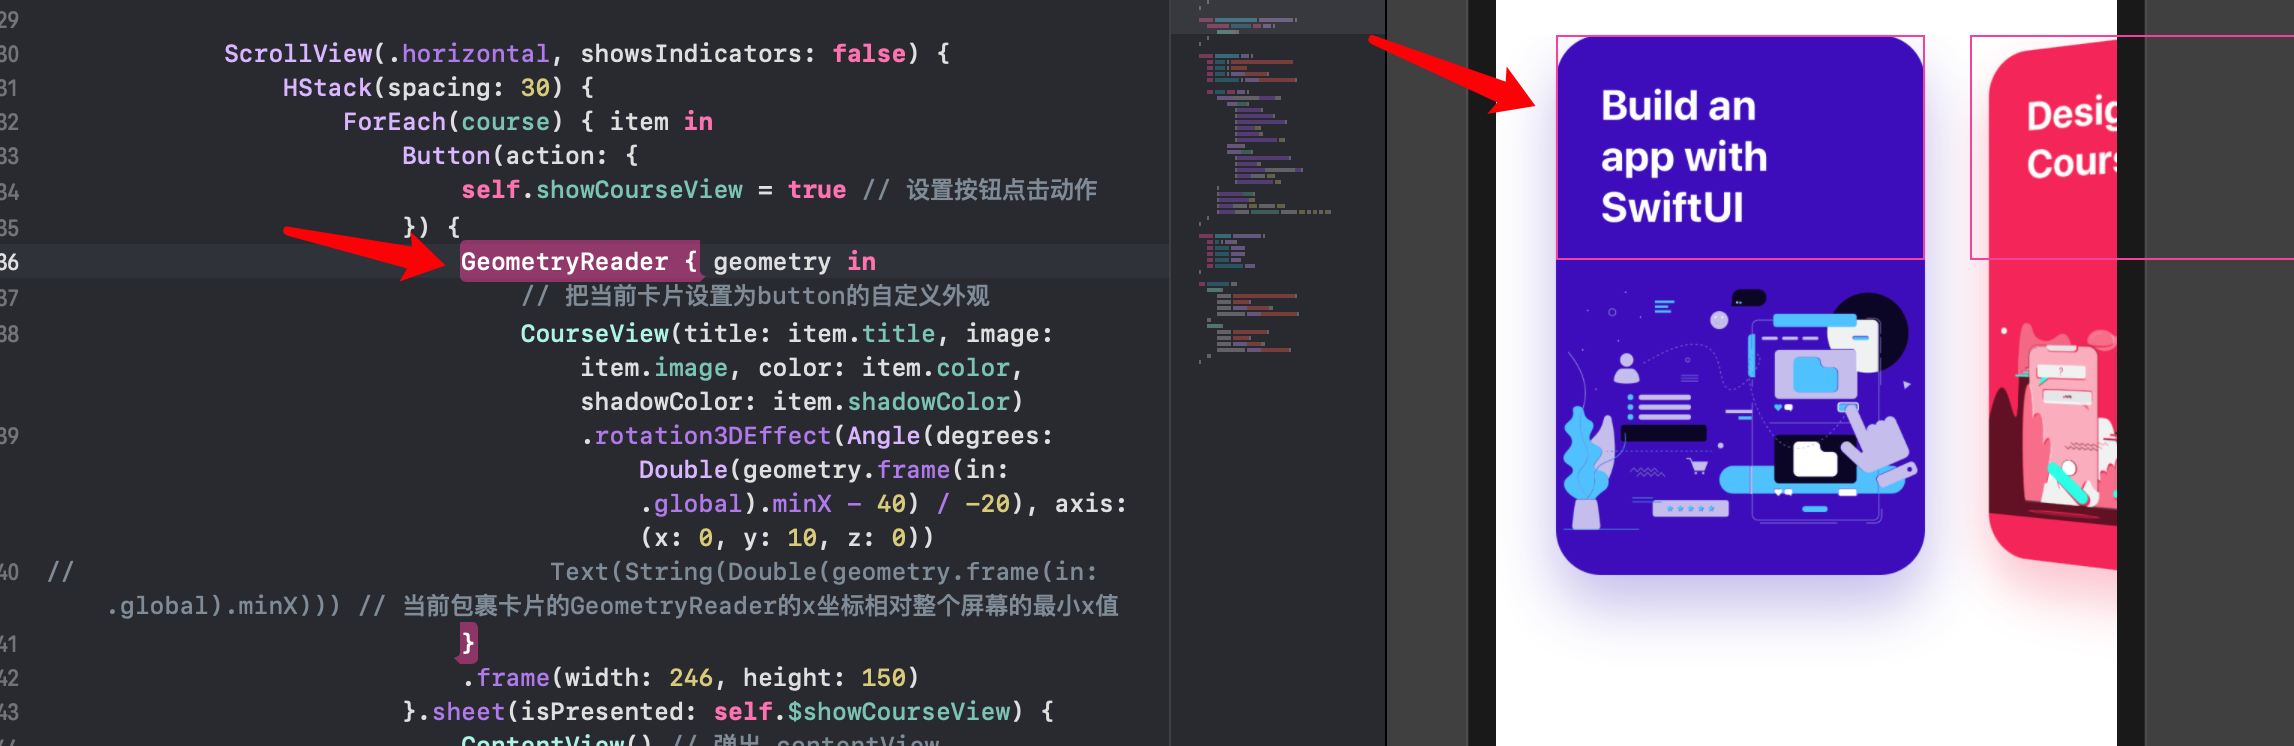 29
30 ScrollView(.horizontal, showsIndicators: false) {
31 HStack(spacing: 30) {
32 ForEach(course) { item in
33 Button(action: {
34 self.showCourseView = true // 设置按钮点击动作
35 }) {
36 GeometryReader { geometry in
37 // 把当前卡片设置为button的自定义外观
38 CourseView(title: item.title, image:
item.image, color: item.color,
shadowColor: item.shadowColor)
39 .rotation3DEffect(Angle(degrees:
Double(geometry.frame(in:
.global).minX - 40) / -20), axis:
(x: 0, y: 10, z: 0))
40 // Text(String(Double(geometry.frame(in:
.global).minX))) // 当前包裹卡片的GeometryReader的x坐标相对整个屏幕的最小x值
41 }
42 .frame(width: 246, height: 150)
43 }.sheet(isPresented: self.$showCourseView) {
44 ContentView() // 弹出 contentView
Build an
app with
SwiftUI
Desig
Cours